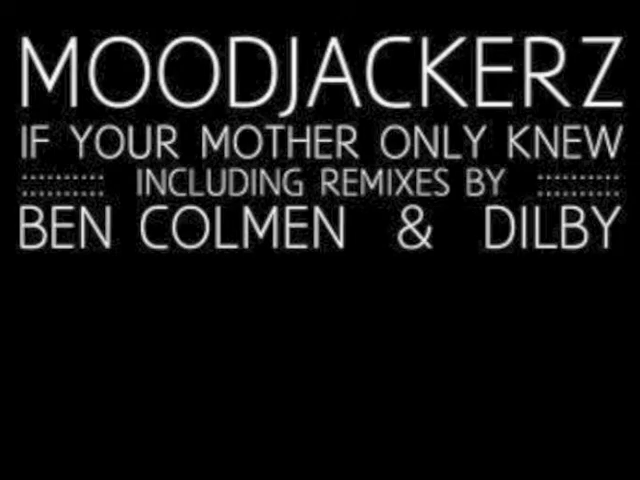 MOODJACKERZ
IF YOUR MOTHER ONLY KNEW
INCLUDING REMIXES BY
BEN COLMEN & DILBY